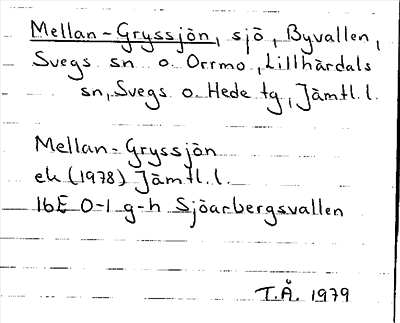 Mellan-Gryssjön, sjö, Byvallen,
Svegs sn o. Orrmo, Lillhärdals
sn, Svegs o. Hede tg, Jämtl. l.
Mellan-Gryssjön
ek (1978) Jämtl. l.
16E 0-1 g-h Sjöarbergsvallen
T.Å. 1979